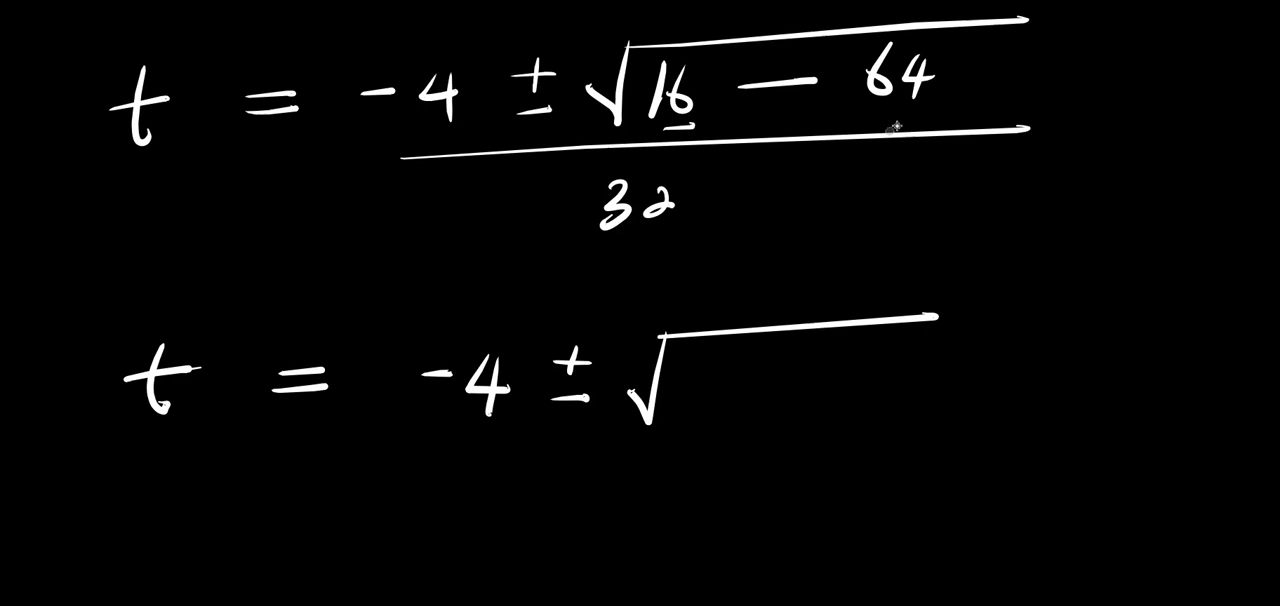 t = -4 ± √16 — 64
32
t = -4 ± √